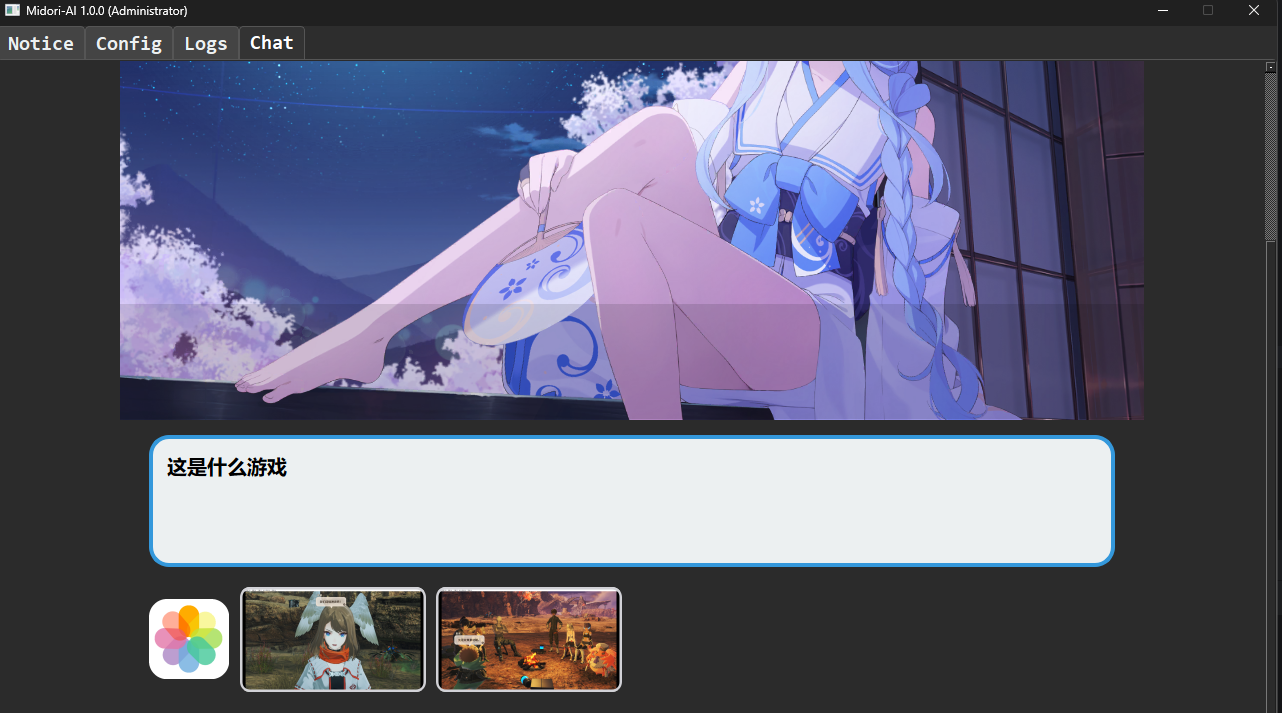 Midori-AI 1.0.0 (Administrator)
Notice Config Logs Chat
这是什么游戏